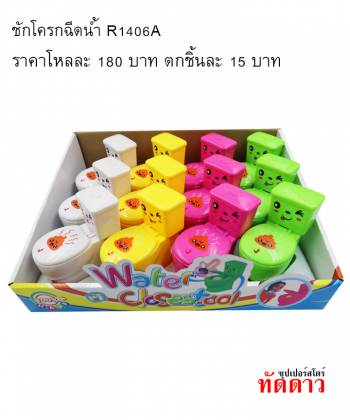 ชักโครกฉีดน้ำ R1406A
ราคาโหลละ 180 บาท ตกชิ้นละ 15 บาท
Water
Closestool
ซุปเปอร์สโตร์
ทัดดาว